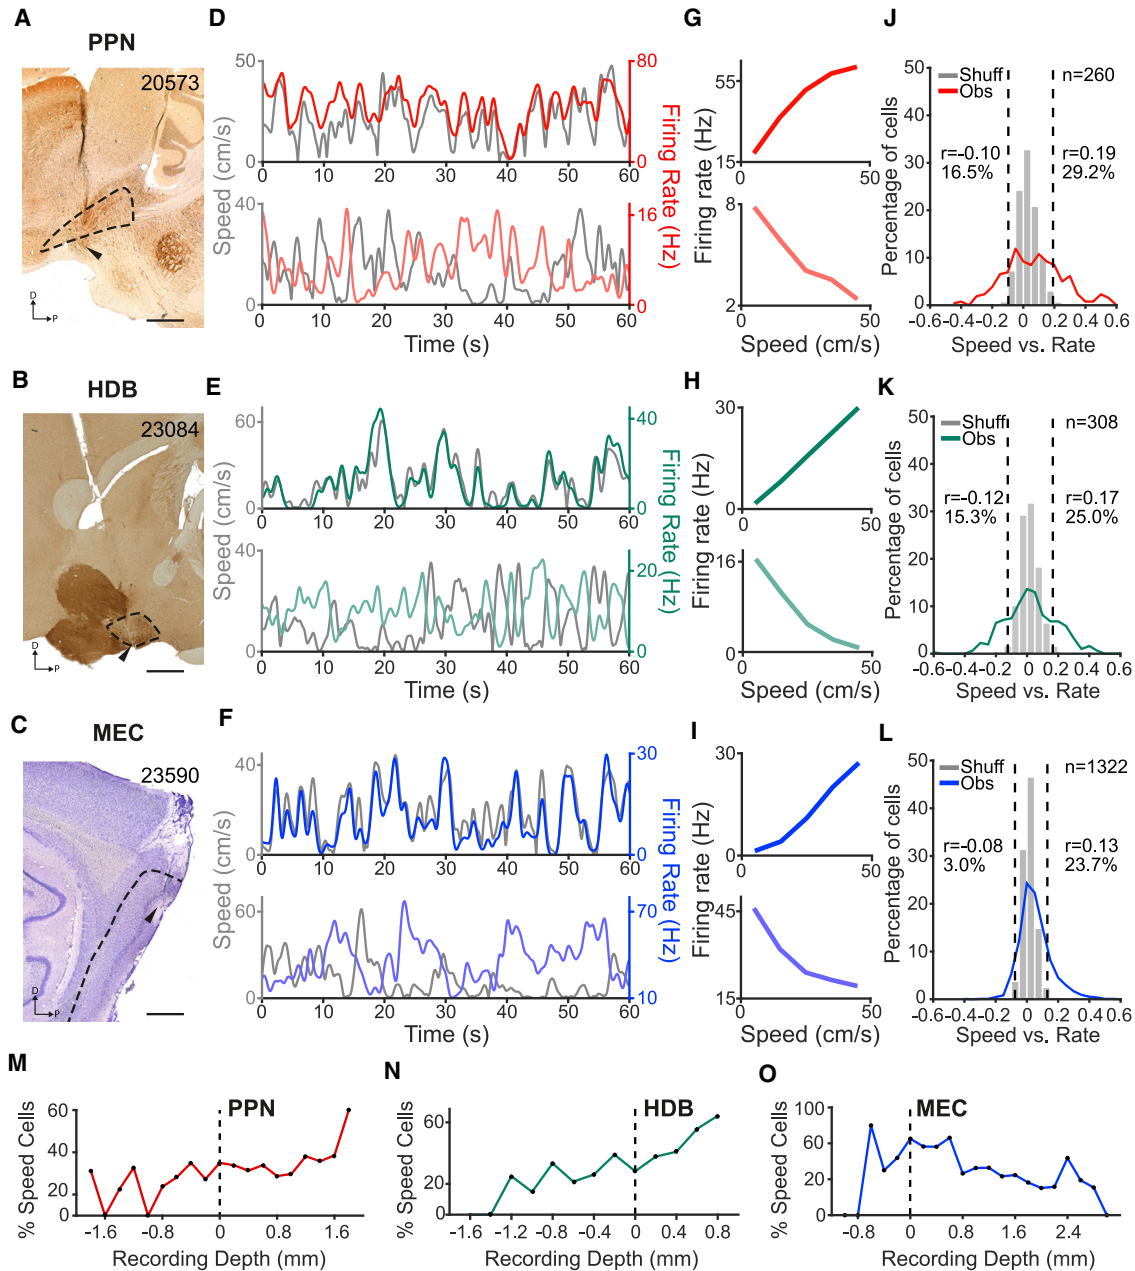 A
PPN
20573
D
P
B
HDB
23084
D
P
C
MEC
23590
D
P
D
50
0
Speed (cm/s)
80
0
Firing Rate (Hz)
0 10 20 30 40 50 60
40
0
16
0
0 10 20 30 40 50 60
Time (s)
E
60
0
Speed (cm/s)
40
0
Firing Rate (Hz)
0 10 20 30 40 50 60
40
0
20
0
0 10 20 30 40 50 60
Time (s)
F
40
0
Speed (cm/s)
30
0
Firing Rate (Hz)
0 10 20 30 40 50 60
60
0
70
10
0 10 20 30 40 50 60
Time (s)
G
55
15
Firing rate (Hz)
0 50
8
2
0 50
Speed (cm/s)
H
30
0
Firing rate (Hz)
0 50
16
0
0 50
Speed (cm/s)
I
30
0
Firing rate (Hz)
0 50
45
15
0 50
Speed (cm/s)
J
50
40
30
20
10
0
Percentage of cells
Shuff
Obs
n=260
r=-0.10
16.5%
r=0.19
29.2%
-0.6 -0.4 -0.2 0 0.2 0.4 0.6
Speed vs. Rate
K
50
40
30
20
10
0
Percentage of cells
Shuff
Obs
n=308
r=-0.12
15.3%
r=0.17
25.0%
-0.6 -0.2 0 0.2 0.6
Speed vs. Rate
L
50
40
30
20
10
0
Percentage of cells
Shuff
Obs
n=1322
r=-0.08
3.0%
r=0.13
23.7%
-0.6 -0.4 -0.2 0 0.2 0.4 0.6
Speed vs. Rate
M
PPN
60
40
20
0
% Speed Cells
-1.6 -0.8 0 0.8 1.6
Recording Depth (mm)
N
HDB
60
20
0
% Speed Cells
-1.6 -1.2 -0.8 -0.4 0 0.4 0.8
Recording Depth (mm)
O
MEC
100
60
20
0
% Speed Cells
-0.8 0 0.8 1.6 2.4
Recording Depth (mm)